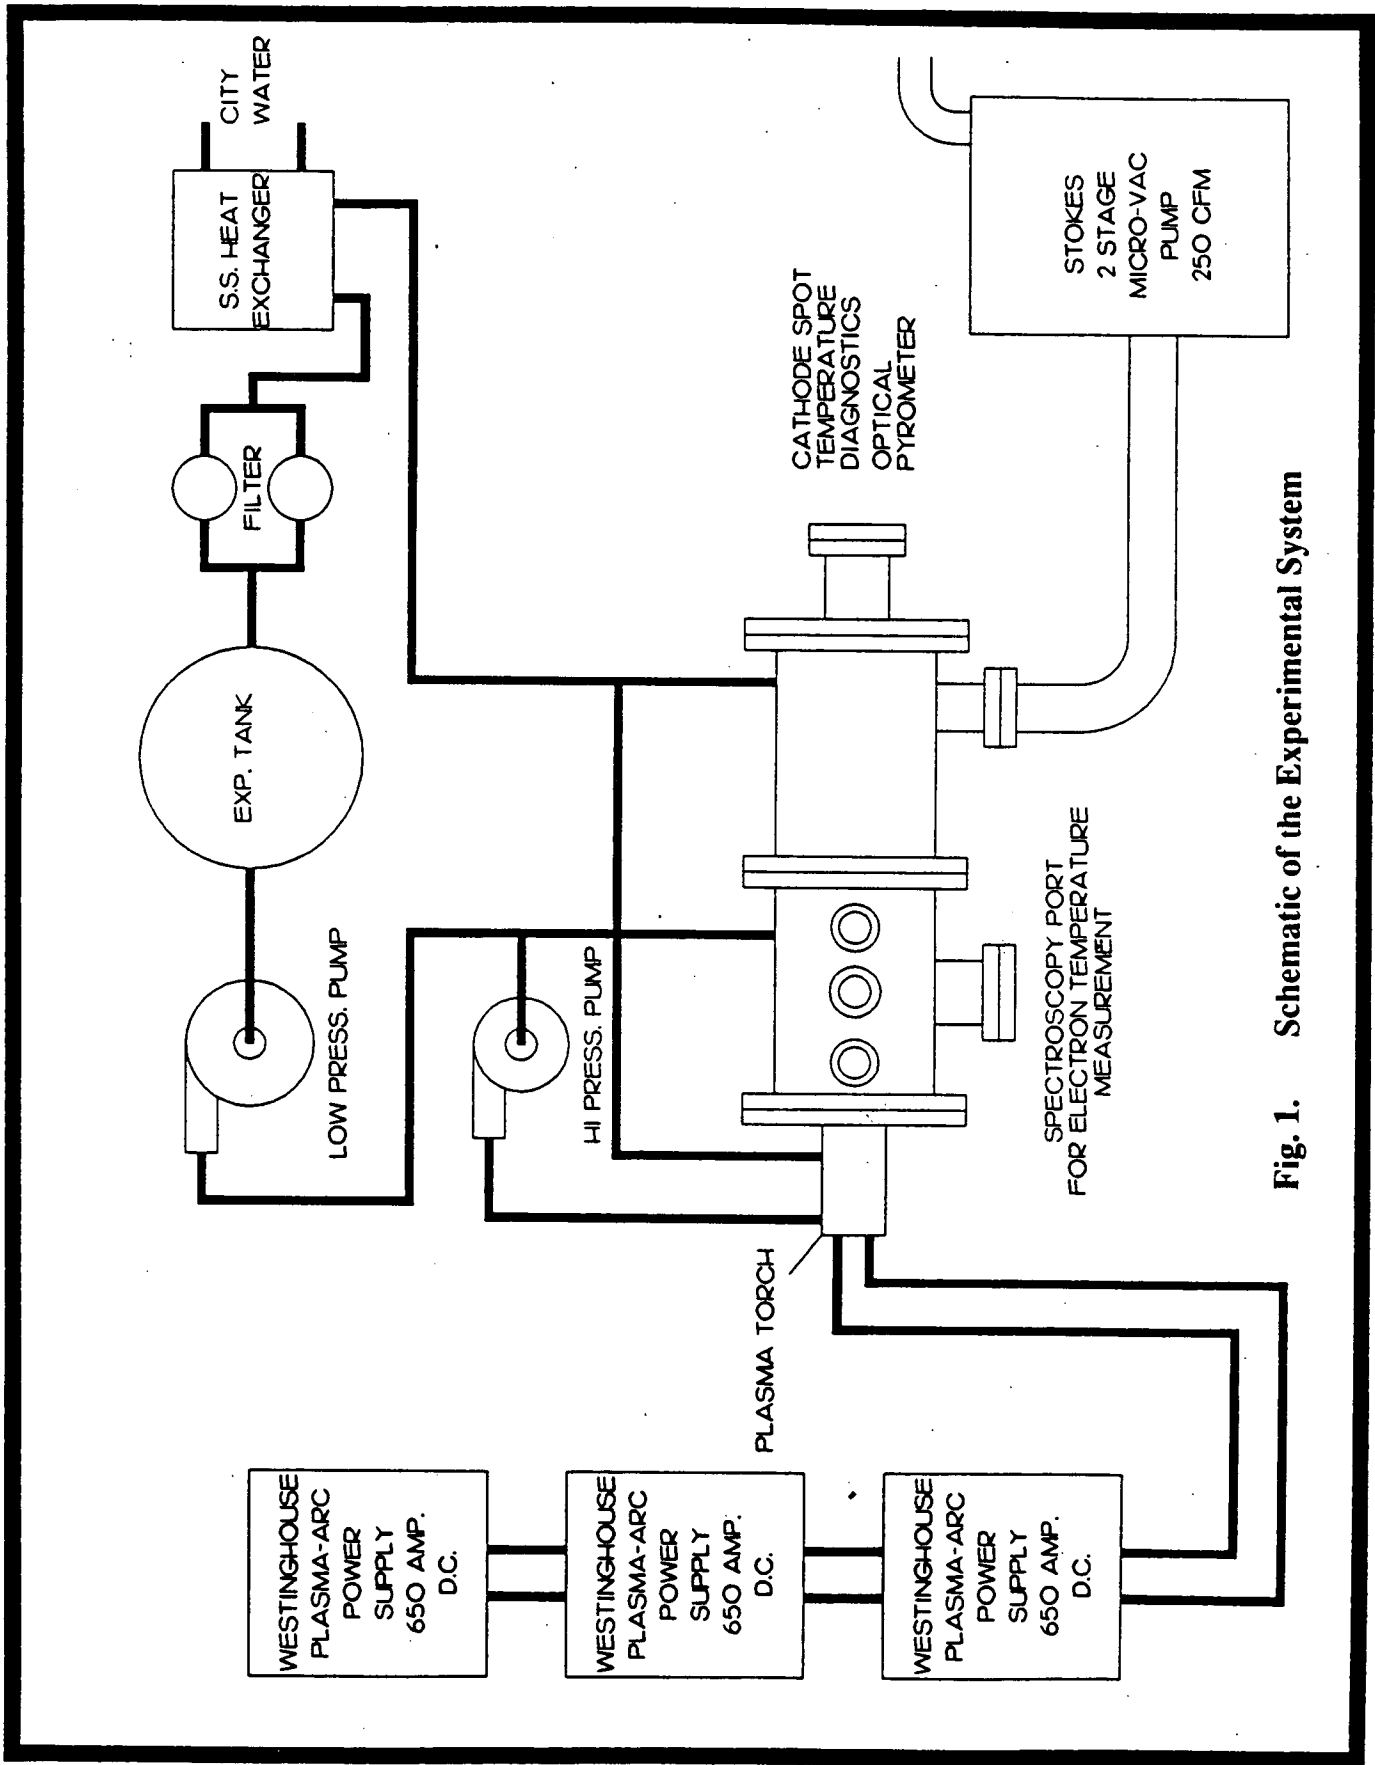 WESTINGHOUSE
PLASMA-ARC
POWER
SUPPLY
650 AMP.
D.C.
WESTINGHOUSE
PLASMA-ARC
POWER
SUPPLY
650 AMP.
D.C.
WESTINGHOUSE
PLASMA-ARC
POWER
SUPPLY
650 AMP.
D.C.
LOW PRESS. PUMP
EXP. TANK
FILTER
S.S. HEAT
EXCHANGER
CITY
WATER
HI PRESS. PUMP
PLASMA TORCH
CATHODE SPOT
TEMPERATURE
DIAGNOSTICS
OPTICAL
PYROMETER
SPECTROSCOPY PORT
FOR ELECTRON TEMPERATURE
MEASUREMENT
STOKES
2 STAGE
MICRO-VAC
PUMP
250 CFM
Fig. 1. Schematic of the Experimental System